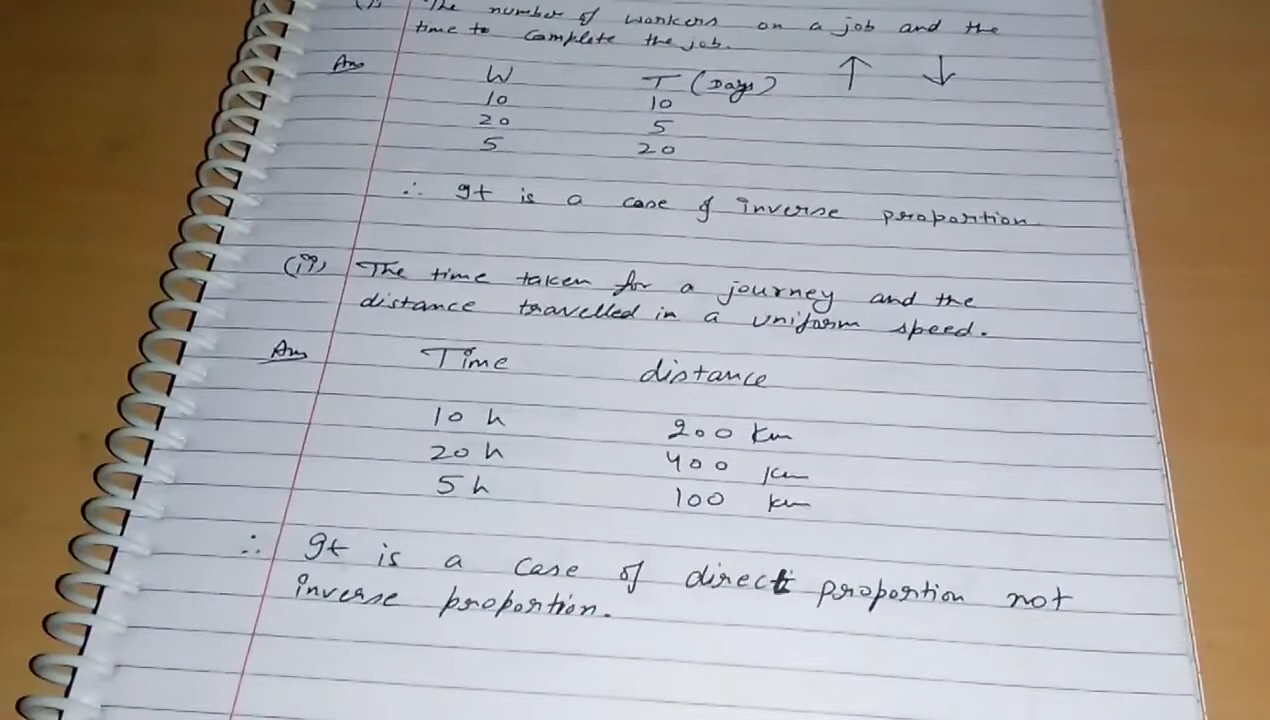 (i) The number of workers on a job and the
time to complete the job.
Ans W T (Days) ↑ ↓
10 10
20 5
5 20
∴ It is a case of inverse proportion
(ii) The time taken for a journey and the
distance travelled in a uniform speed.
Ans Time distance
10 h 200 km
20 h 400 km
5 h 100 km
∴ It is a case of direct proportion not
inverse proportion.